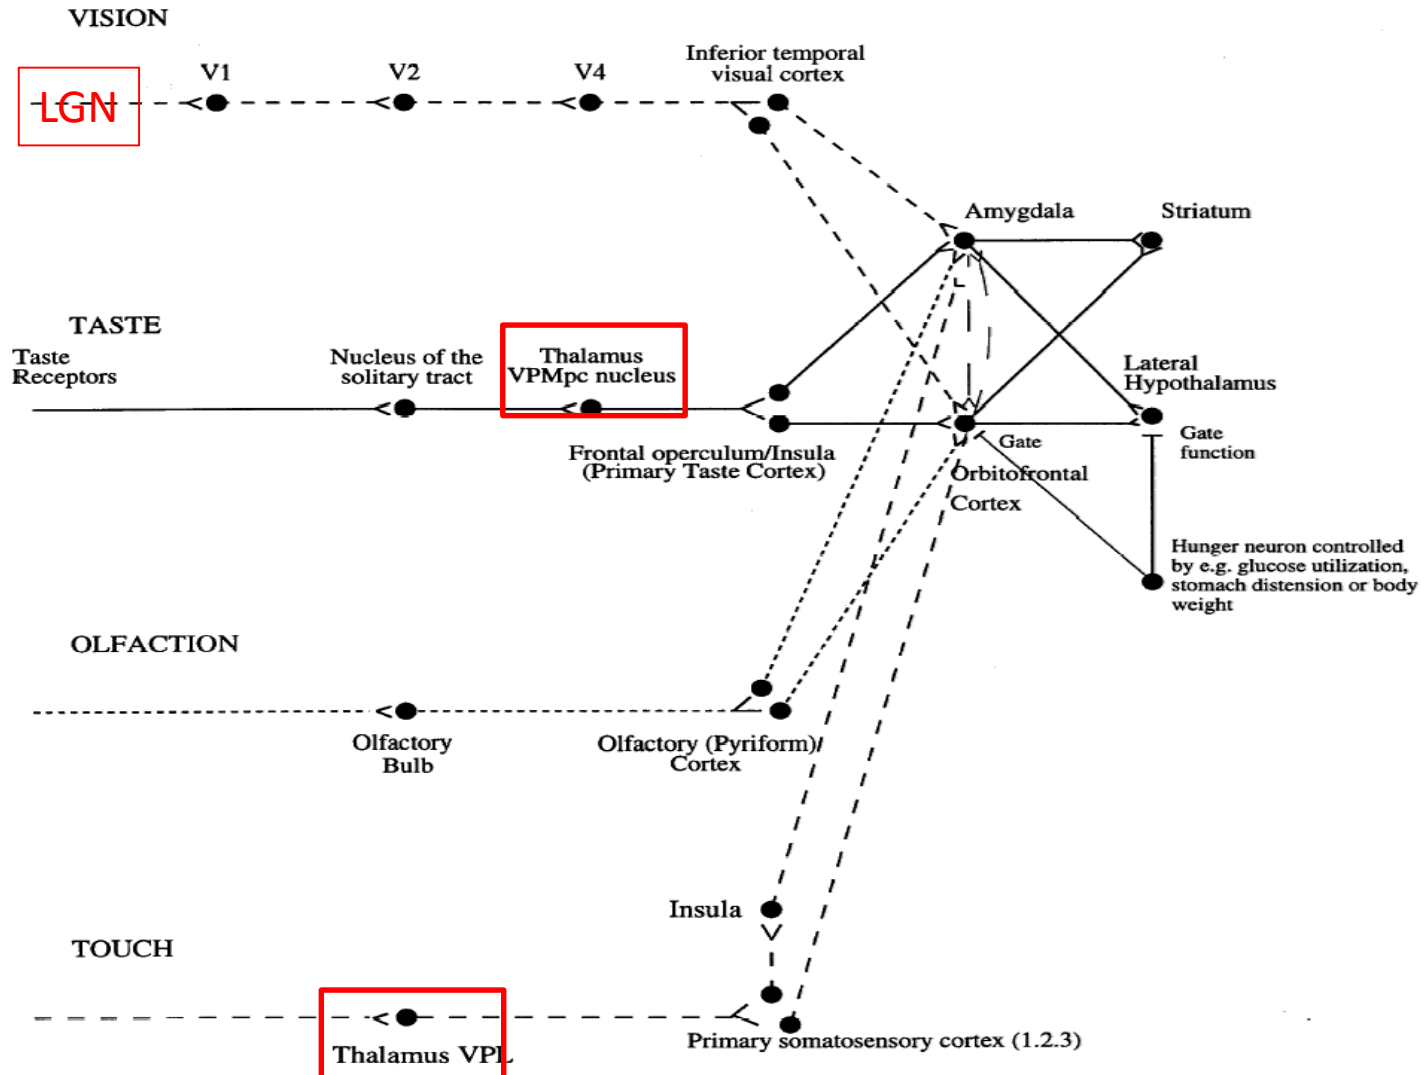 VISION
LGN
V1
V2
V4
Inferior temporal
visual cortex
Amygdala
Striatum
TASTE
Taste
Receptors
Nucleus of the
solitary tract
Thalamus
VPMpc nucleus
Frontal operculum/Insula
(Primary Taste Cortex)
Gate
Orbitofrontal
Cortex
Lateral
Hypothalamus
Gate
function
Hunger neuron controlled
by e.g. glucose utilization,
stomach distension or body
weight
OLFACTION
Olfactory
Bulb
Olfactory (Pyriform)
Cortex
TOUCH
Insula
Thalamus VPL
Primary somatosensory cortex (1.2.3)